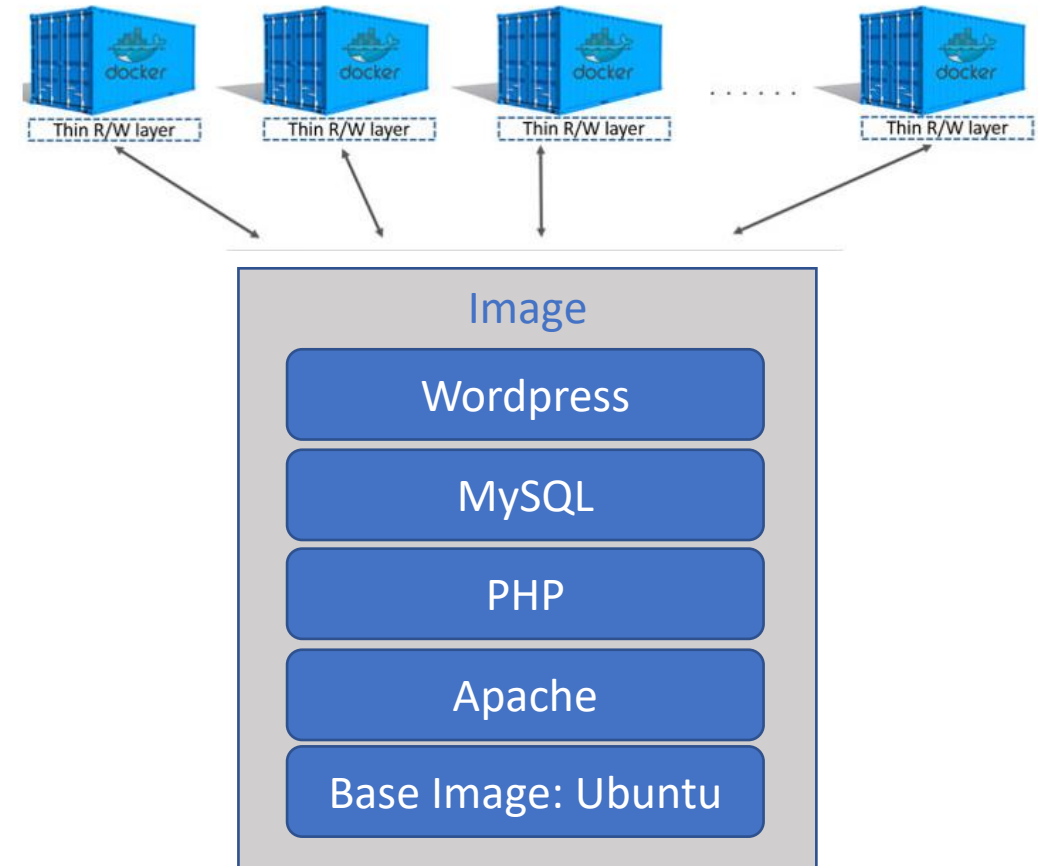 docker
docker
docker
docker
Thin R/W layer
Thin R/W layer
Thin R/W layer
. . . . . .
Thin R/W layer
Image
Wordpress
MySQL
PHP
Apache
Base Image: Ubuntu